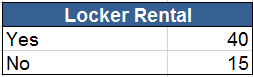 Locker Rental
Yes 40
No 15